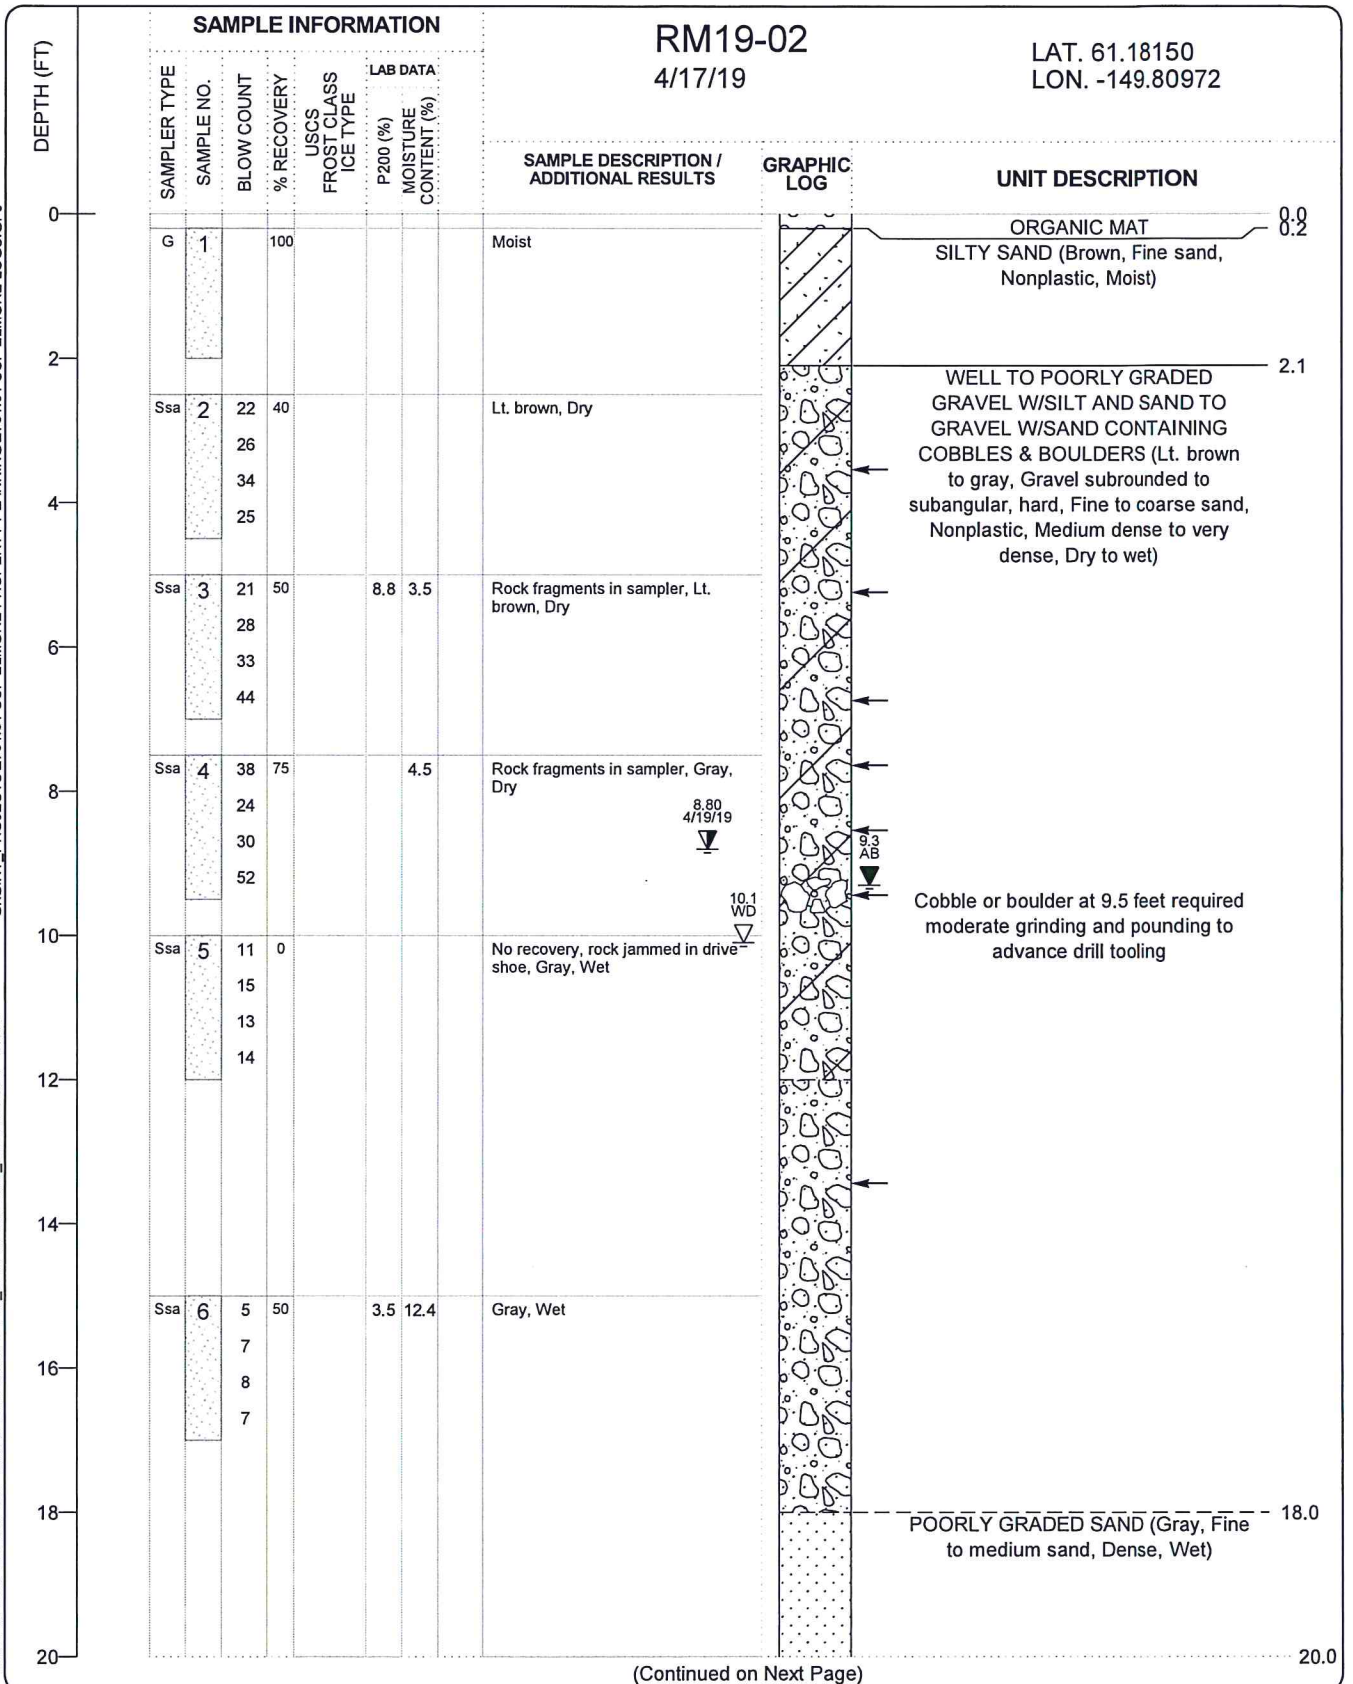 SAMPLE INFORMATION
RM19-02
4/17/19
LAT. 61.18150
LON. -149.80972
DEPTH (FT)
SAMPLER TYPE
SAMPLE NO.
BLOW COUNT
% RECOVERY
USCS
FROST CLASS
ICE TYPE
LAB DATA
P200 (%)
MOISTURE
CONTENT (%)
SAMPLE DESCRIPTION /
ADDITIONAL RESULTS
GRAPHIC
LOG
UNIT DESCRIPTION
0
0.0
ORGANIC MAT
0.2
G 1 100 Moist
SILTY SAND (Brown, Fine sand,
Nonplastic, Moist)
2
2.1
WELL TO POORLY GRADED
GRAVEL W/SILT AND SAND TO
GRAVEL W/SAND CONTAINING
COBBLES & BOULDERS (Lt. brown
to gray, Gravel subrounded to
subangular, hard, Fine to coarse sand,
Nonplastic, Medium dense to very
dense, Dry to wet)
Ssa 2 22 40 Lt. brown, Dry
26
34
25
4
Ssa 3 21 50 8.8 3.5 Rock fragments in sampler, Lt.
brown, Dry
28
33
44
6
Ssa 4 38 75 4.5 Rock fragments in sampler, Gray,
Dry
24
30
52
8
8.80
4/19/19
9.3
AB
10.1
WD
Cobble or boulder at 9.5 feet required
moderate grinding and pounding to
advance drill tooling
10
Ssa 5 11 0 No recovery, rock jammed in drive
shoe, Gray, Wet
15
13
14
12
14
Ssa 6 5 50 3.5 12.4 Gray, Wet
7
8
7
16
18
18.0
POORLY GRADED SAND (Gray, Fine
to medium sand, Dense, Wet)
20
20.0
(Continued on Next Page)